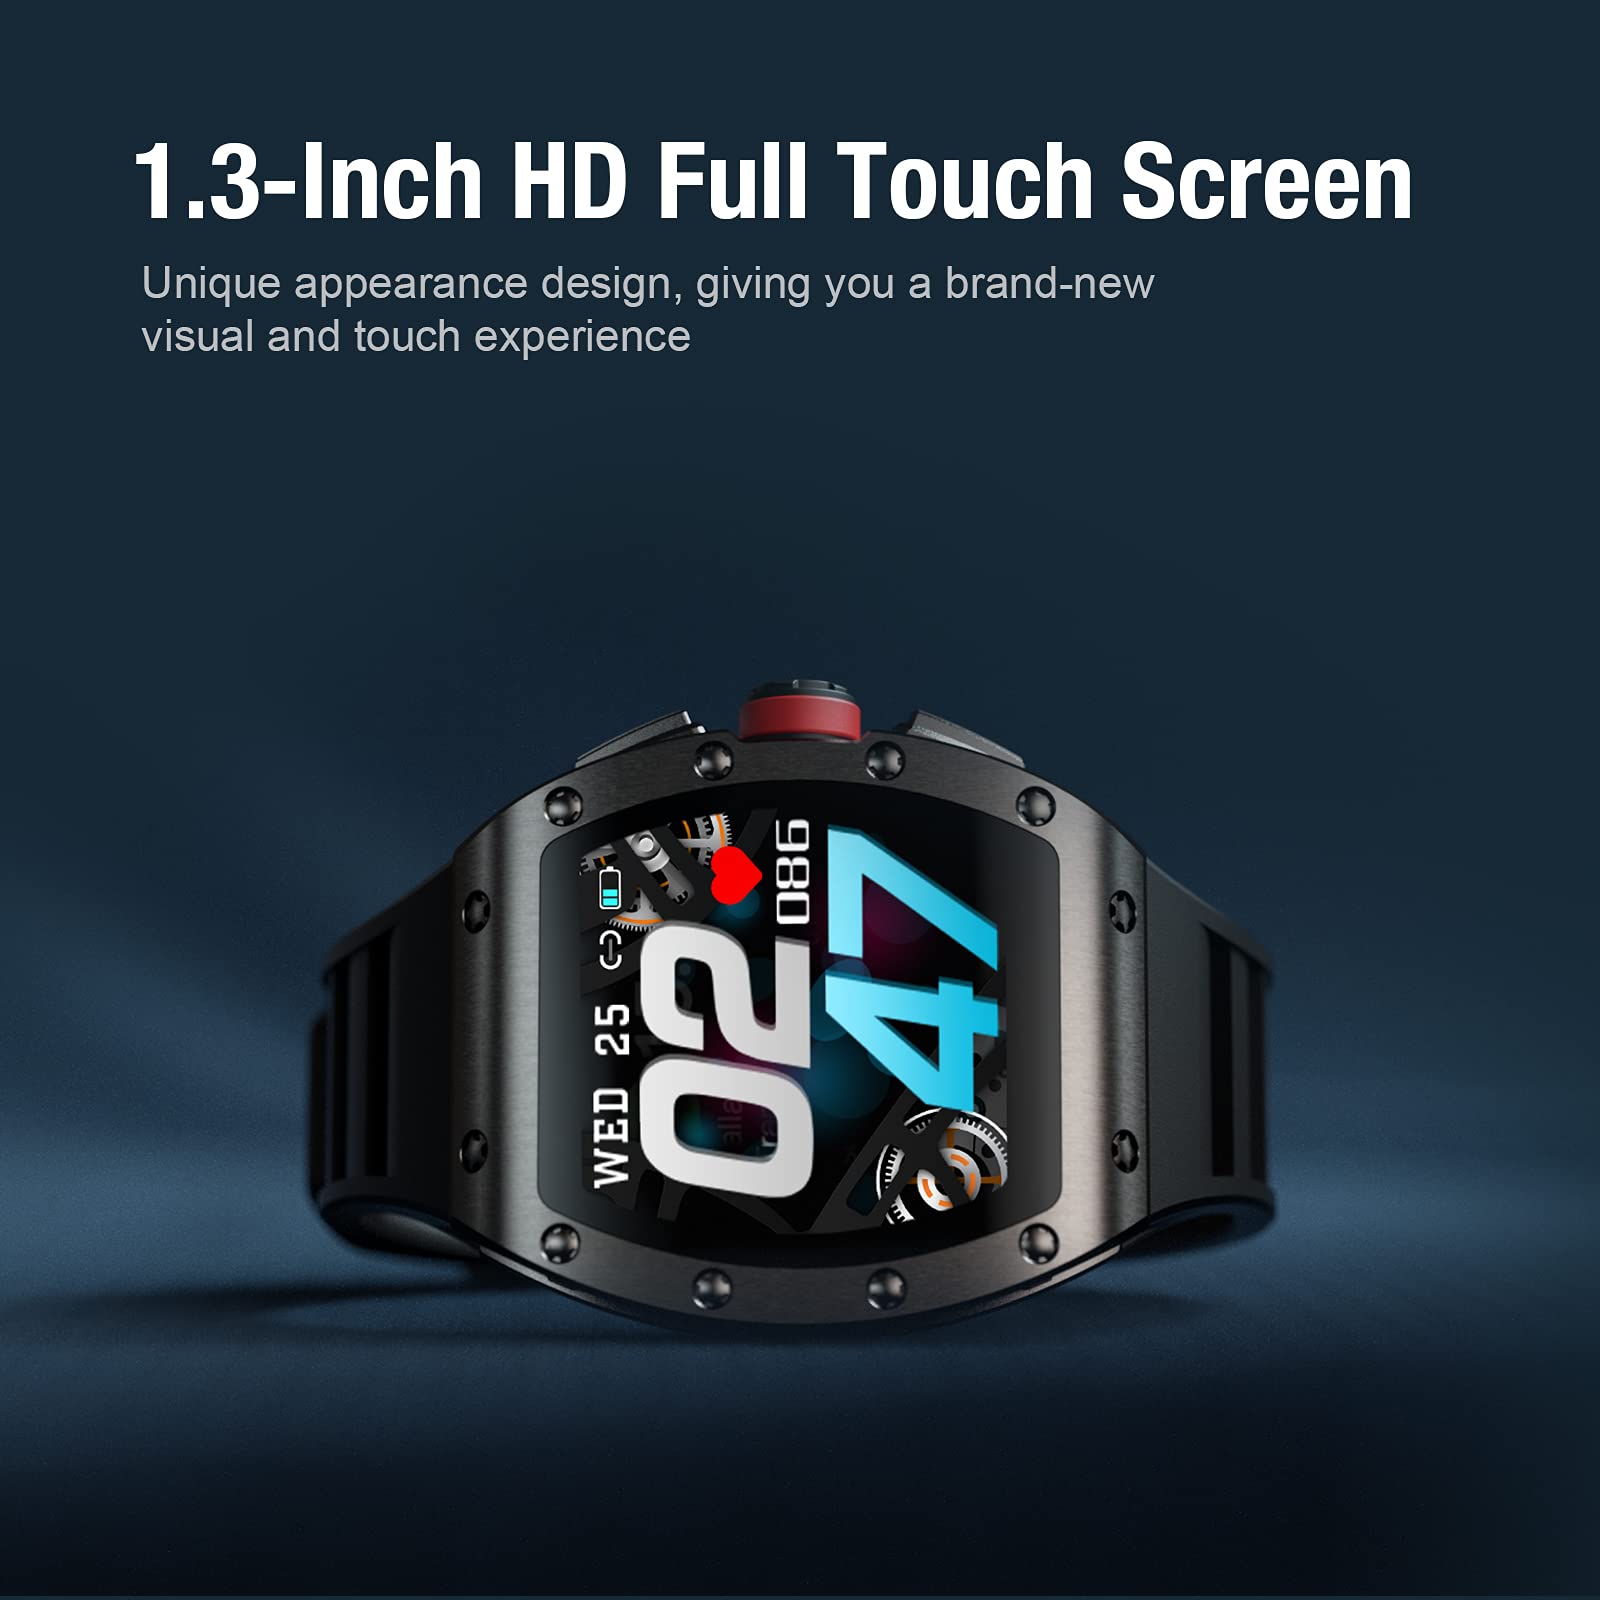 1.3-Inch HD Full Touch Screen
Unique appearance design, giving you a brand-new
visual and touch experience
WED 25
02
086
47